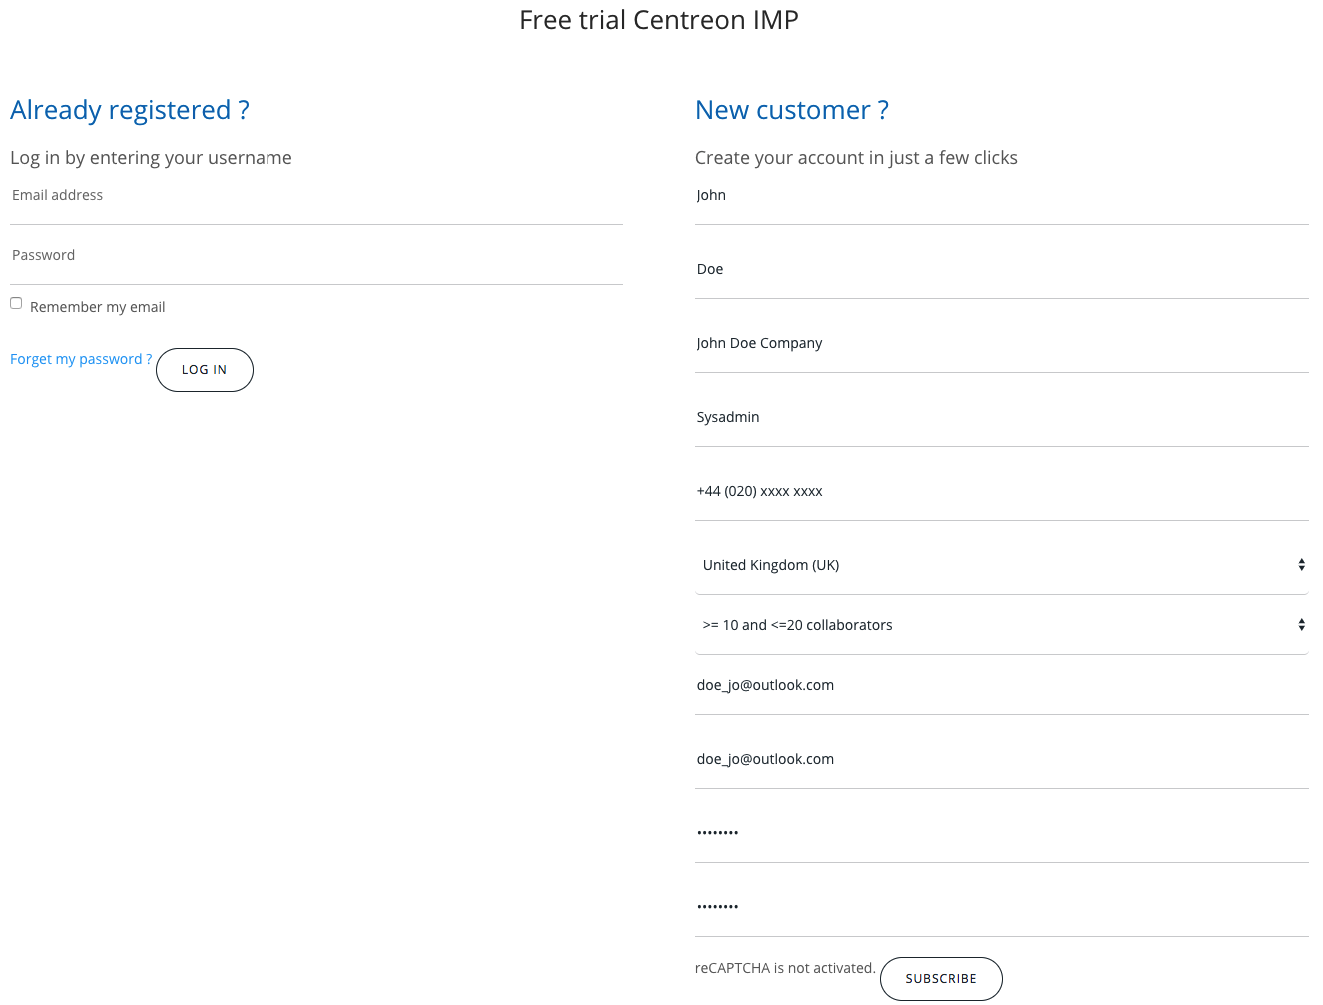 Free trial Centreon IMP
Already registered ?
Log in by entering your username
Email address
Password
Remember my email
Forget my password ?
LOG IN
New customer ?
Create your account in just a few clicks
John
Doe
John Doe Company
Sysadmin
+44 (020) xxxx xxxx
United Kingdom (UK)
>= 10 and <=20 collaborators
doe_jo@outlook.com
doe_jo@outlook.com
••••••••
••••••••
reCAPTCHA is not activated.
SUBSCRIBE